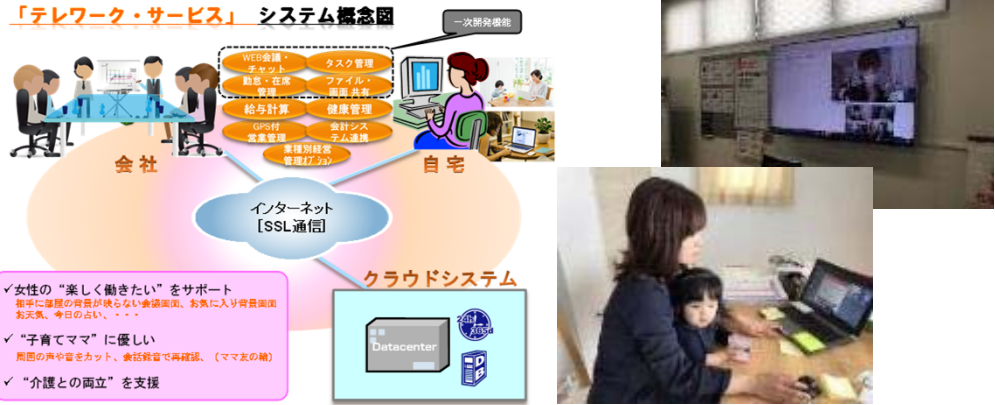 「テレワーク・サービス」 システム概念図
一次開発機能
WEB会議・
チャット
タスク管理
勤怠・在席
管理
ファイル・
画面 共有
給与計算
健康管理
GPS付
営業管理
会計シス
テム連携
業種別経営
管理オプション
会社
自宅
インターネット
[SSL通信]
クラウドシステム
Datacenter
24H
365d
DB
✓女性の“楽しく働きたい”をサポート
相手に部屋の背景が映らない会議画面、お気に入り背景画面
お天気、今日の占い、・・・
✓ “子育てママ”に優しい
周囲の声や音をカット、会話録音で再確認、（ママ友の輪）
✓ “介護との両立”を支援